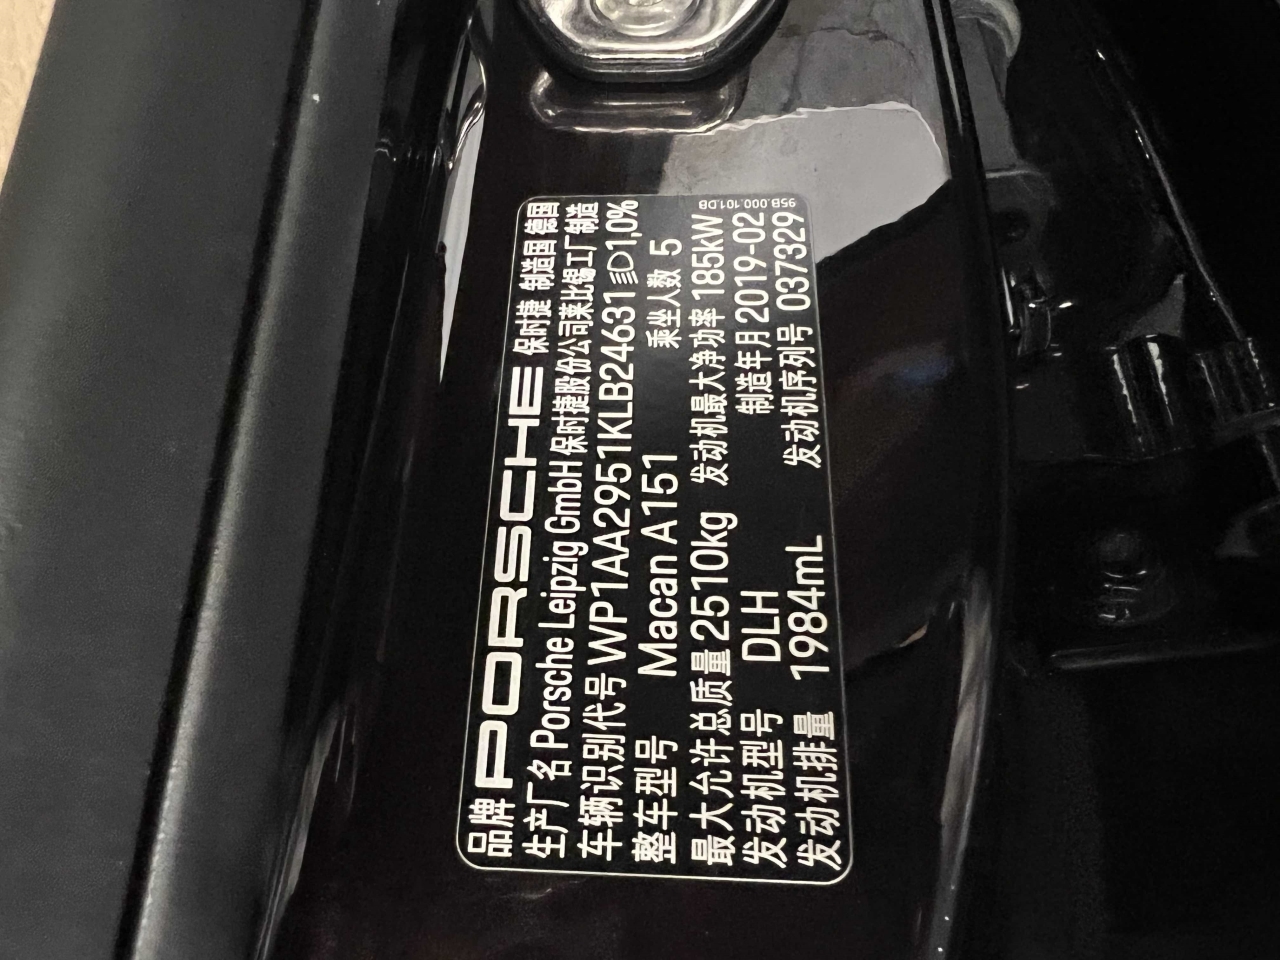 品牌 PORSCHE 保时捷 制造国 德国
生产厂名 Porsche Leipzig GmbH 保时捷股份公司莱比锡工厂制造
车辆识别代号 WP1AA2951KLB24631 1,0%
整车型号 Macan A151 乘坐人数 5
最大允许总质量 2510kg 发动机最大净功率 185kW
发动机型号 DLH 制造年月 2019-02
发动机排量 1984mL 发动机序列号 037329
95B.000.101.DB